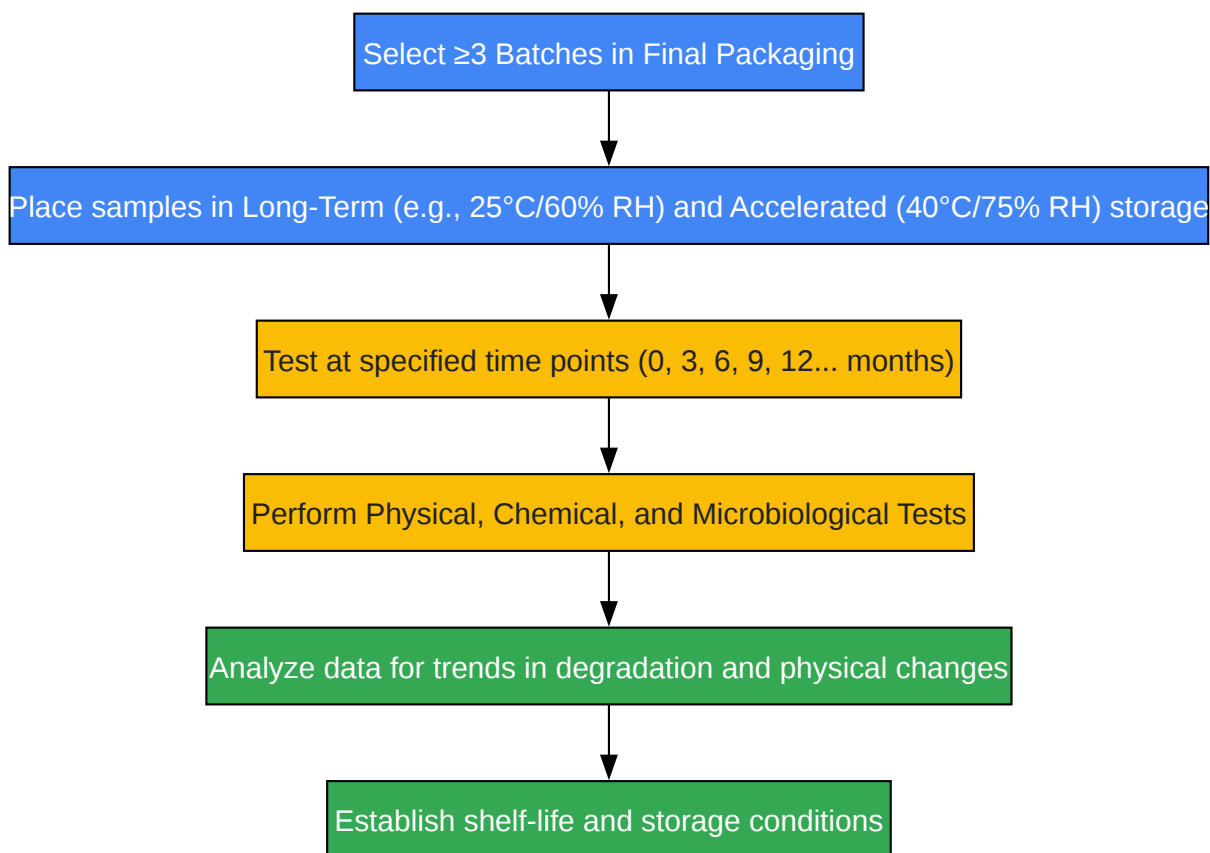 Select ≥3 Batches in Final Packaging
Place samples in Long-Term (e.g., 25°C/60% RH) and Accelerated (40°C/75% RH) storage
Test at specified time points (0, 3, 6, 9, 12... months)
Perform Physical, Chemical, and Microbiological Tests
Analyze data for trends in degradation and physical changes
Establish shelf-life and storage conditions